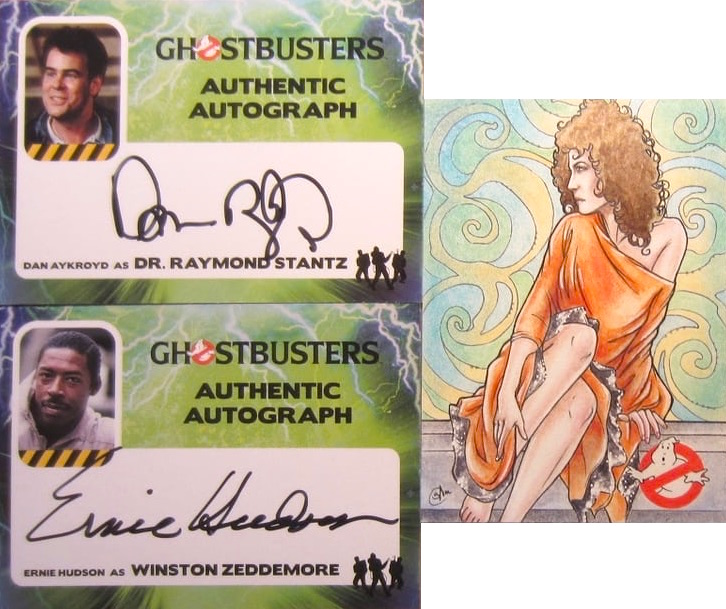 GHOSTBUSTERS
AUTHENTIC
AUTOGRAPH
DAN AYKROYD AS DR. RAYMOND STANTZ
GHOSTBUSTERS
AUTHENTIC
AUTOGRAPH
Ernie Hudson
ERNIE HUDSON AS WINSTON ZEDDEMORE